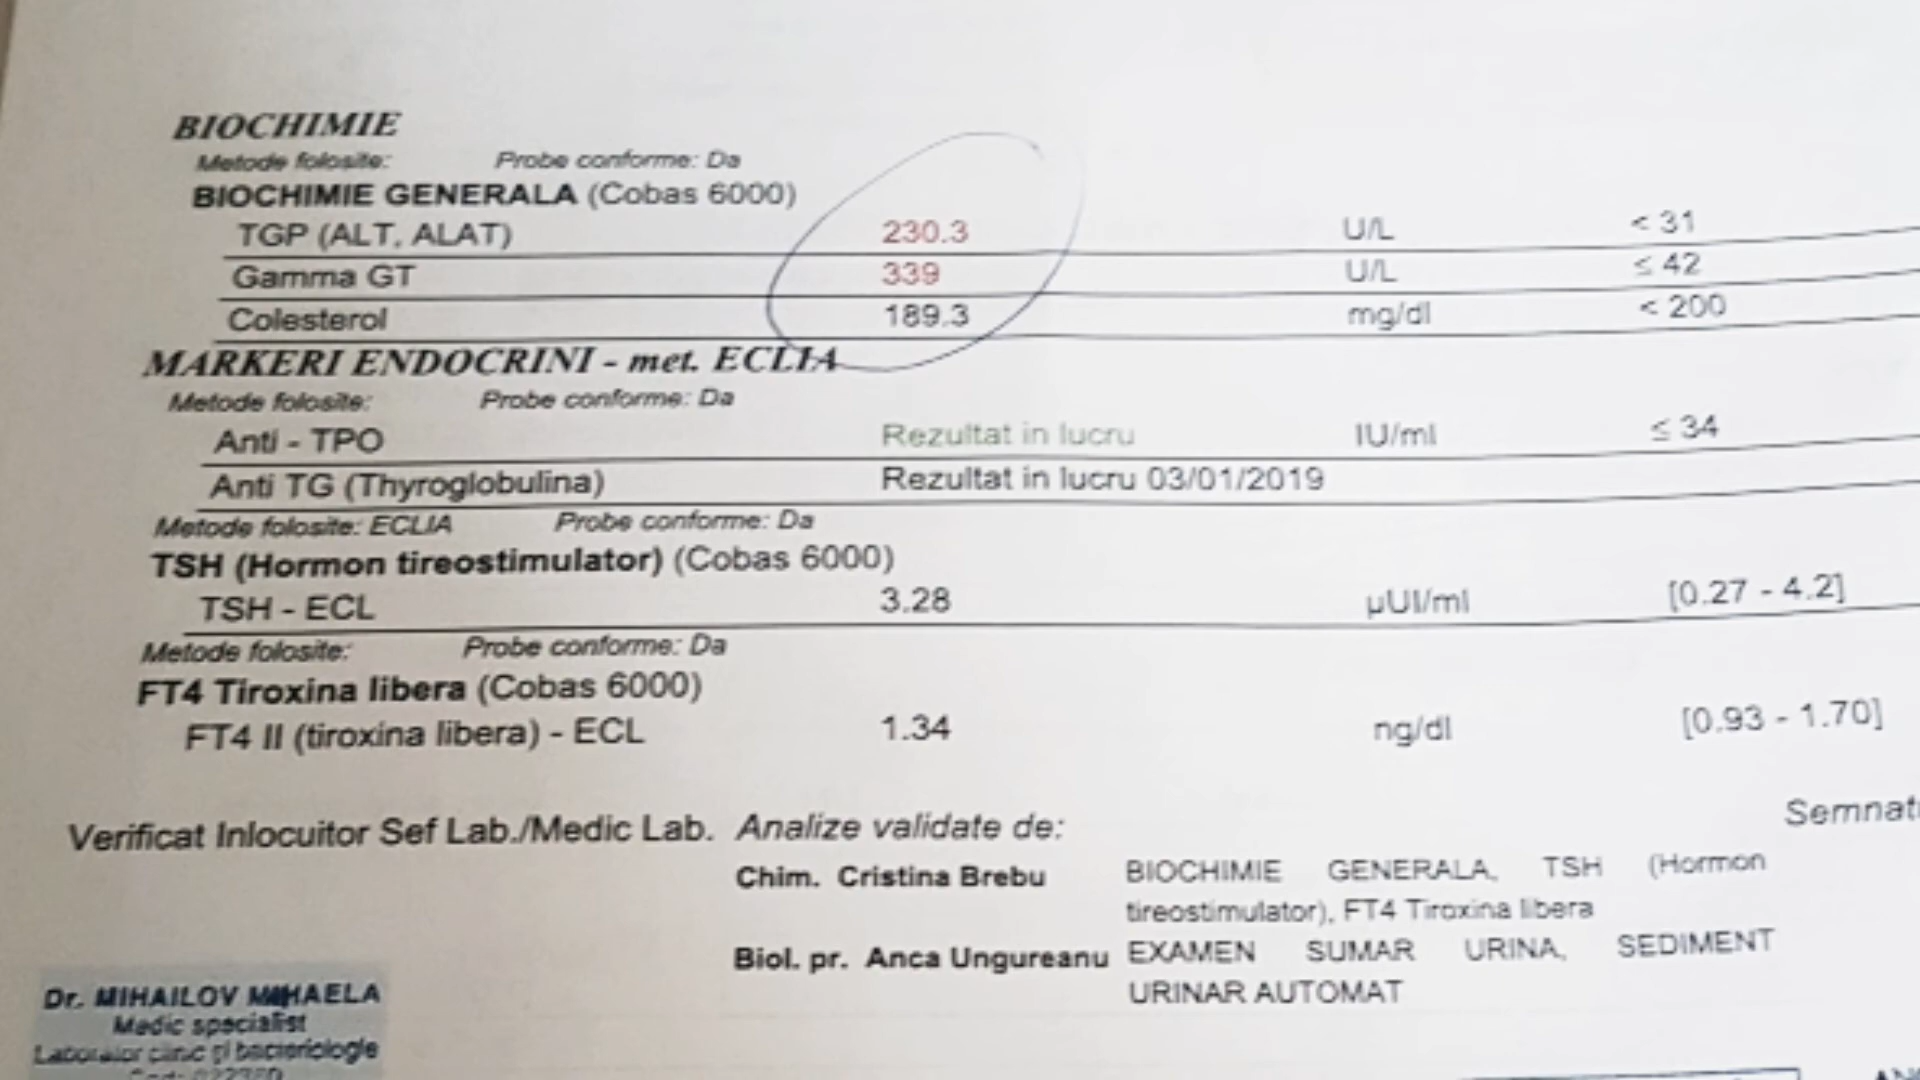 BIOCHIMIE
Metode folosite: Probe conforme: Da
BIOCHIMIE GENERALA (Cobas 6000)
TGP (ALT, ALAT) 230.3 U/L < 31
Gamma GT 339 U/L ≤ 42
Colesterol 189.3 mg/dl < 200
MARKERI ENDOCRINI - met. ECLIA
Metode folosite: Probe conforme: Da
Anti - TPO Rezultat in lucru IU/ml ≤ 34
Anti TG (Thyroglobulina) Rezultat in lucru 03/01/2019
Metode folosite: ECLIA Probe conforme: Da
TSH (Hormon tireostimulator) (Cobas 6000)
TSH - ECL 3.28 µUI/ml [0.27 - 4.2]
Metode folosite: Probe conforme: Da
FT4 Tiroxina libera (Cobas 6000)
FT4 II (tiroxina libera) - ECL 1.34 ng/dl [0.93 - 1.70]
Verificat Inlocuitor Sef Lab./Medic Lab. Analize validate de: Semnat
Chim. Cristina Brebu BIOCHIMIE GENERALA, TSH (Hormon
tireostimulator), FT4 Tiroxina libera
Biol. pr. Anca Ungureanu EXAMEN SUMAR URINA, SEDIMENT
URINAR AUTOMAT
Dr. MIHAILOV MIHAELA
Medic specialist
Laborator clinic și bacteriologie